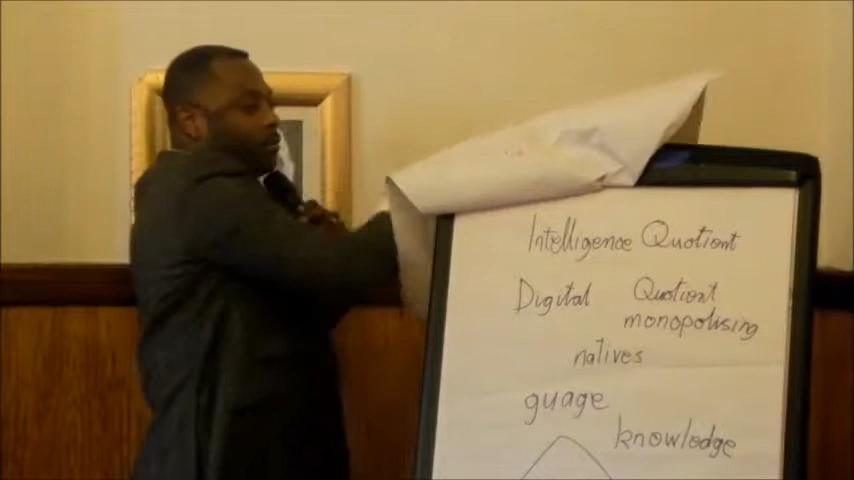 Intelligence Quotient
Digital Quotient
monopolising
natives
guage
knowledge